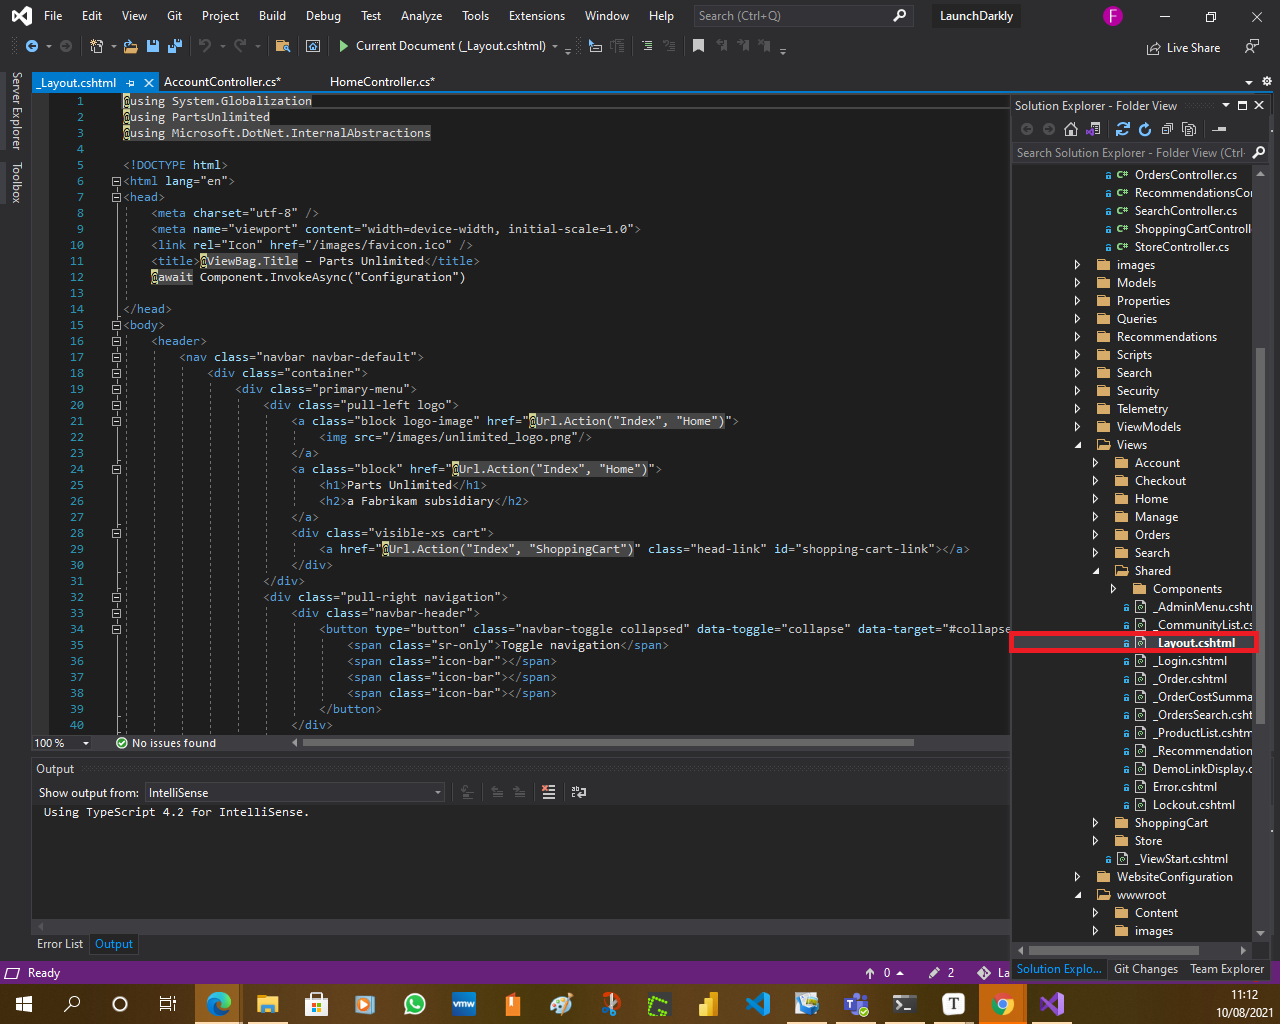 File Edit View Git Project Build Debug Test Analyze Tools Extensions Window Help Search (Ctrl+Q) LaunchDarkly F
Current Document (_Layout.cshtml) Live Share
Server Explorer
Toolbox
_Layout.cshtml AccountController.cs* HomeController.cs*
1 @using System.Globalization
2 @using PartsUnlimited
3 @using Microsoft.DotNet.InternalAbstractions
4
5 <!DOCTYPE html>
6 <html lang="en">
7 <head>
8 <meta charset="utf-8" />
9 <meta name="viewport" content="width=device-width, initial-scale=1.0">
10 <link rel="Icon" href="/images/favicon.ico" />
11 <title>@ViewBag.Title – Parts Unlimited</title>
12 @await Component.InvokeAsync("Configuration")
13
14 </head>
15 <body>
16 <header>
17 <nav class="navbar navbar-default">
18 <div class="container">
19 <div class="primary-menu">
20 <div class="pull-left logo">
21 <a class="block logo-image" href="@Url.Action("Index", "Home")">
22 <img src="/images/unlimited_logo.png"/>
23 </a>
24 <a class="block" href="@Url.Action("Index", "Home")">
25 <h1>Parts Unlimited</h1>
26 <h2>a Fabrikam subsidiary</h2>
27 </a>
28 <div class="visible-xs cart">
29 <a href="@Url.Action("Index", "ShoppingCart")" class="head-link" id="shopping-cart-link"></a>
30 </div>
31 </div>
32 <div class="pull-right navigation">
33 <div class="navbar-header">
34 <button type="button" class="navbar-toggle collapsed" data-toggle="collapse" data-target="#collapse
35 <span class="sr-only">Toggle navigation</span>
36 <span class="icon-bar"></span>
37 <span class="icon-bar"></span>
38 <span class="icon-bar"></span>
39 </button>
40 </div>
100 % No issues found
Output
Show output from: IntelliSense
Using TypeScript 4.2 for IntelliSense.
Error List Output
Solution Explorer - Folder View
Search Solution Explorer - Folder View (Ctrl-
C# OrdersController.cs
C# RecommendationsCo
C# SearchController.cs
C# ShoppingCartControlle
C# StoreController.cs
images
Models
Properties
Queries
Recommendations
Scripts
Search
Security
Telemetry
ViewModels
Views
Account
Checkout
Home
Manage
Orders
Search
Shared
Components
_AdminMenu.cshtm
_CommunityList.cs
_Layout.cshtml
_Login.cshtml
_Order.cshtml
_OrderCostSumma
_OrdersSearch.csht
_ProductList.cshtm
_Recommendation
DemoLinkDisplay.c
Error.cshtml
Lockout.cshtml
ShoppingCart
Store
_ViewStart.cshtml
WebsiteConfiguration
wwwroot
Content
images
Solution Explo... Git Changes Team Explorer
Ready 0 2 La
vmw T
11:12
10/08/2021